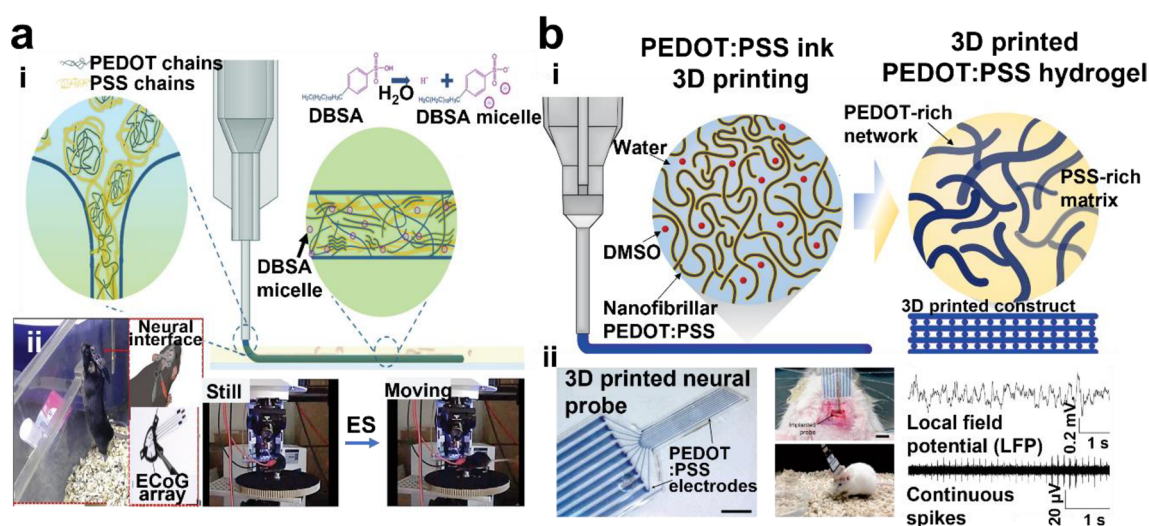 a
i
PEDOT chains
PSS chains
DBSA
H₂O
H⁺
+
DBSA micelle
DBSA
micelle
ii
Neural
interface
ECoG
array
Still
ES
Moving
b
i
PEDOT:PSS ink
3D printing
Water
DMSO
Nanofibrillar
PEDOT:PSS
3D printed
PEDOT:PSS hydrogel
PEDOT-rich
network
PSS-rich
matrix
3D printed construct
ii
3D printed neural
probe
PEDOT
:PSS
electrodes
Implanted
probe
Local field
potential (LFP)
0.2 mV
1 s
Continuous
spikes
20 µV
1 s